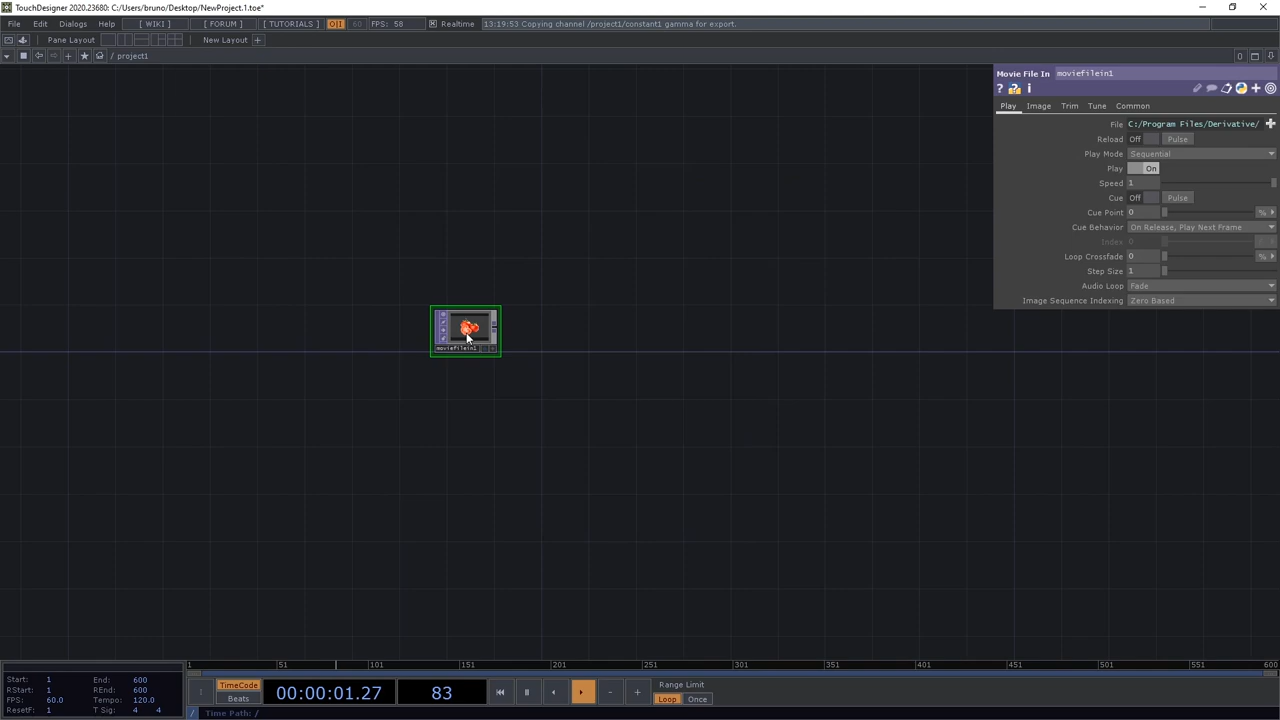 TouchDesigner 2020.23680: C:/Users/bruno/Desktop/NewProject.1.toe*
File Edit Dialogs Help [ WIKI ] [ FORUM ] [ TUTORIALS ] O|I 60 FPS: 58 Realtime 13:19:53 Copying channel /project1/constant1 gamma for export.
Pane Layout New Layout +
/ project1 0
Movie File In moviefilein1
? ? i
Play Image Trim Tune Common
File C:/Program Files/Derivative/
Reload Off Pulse
Play Mode Sequential
Play On
Speed 1
Cue Off Pulse
Cue Point 0 %
Cue Behavior On Release, Play Next Frame
Index 0
Loop Crossfade 0 %
Step Size 1
Audio Loop Fade
Image Sequence Indexing Zero Based
moviefilein1
1 51 101 151 201 251 301 351 401 451 501 551 600
Start: 1 End: 600
RStart: 1 REnd: 600
FPS: 60.0 Tempo: 120.0
ResetF: 1 T Sig: 4 4
TimeCode
Beats
00:00:01.27 83
Range Limit
Loop Once
/ Time Path: /